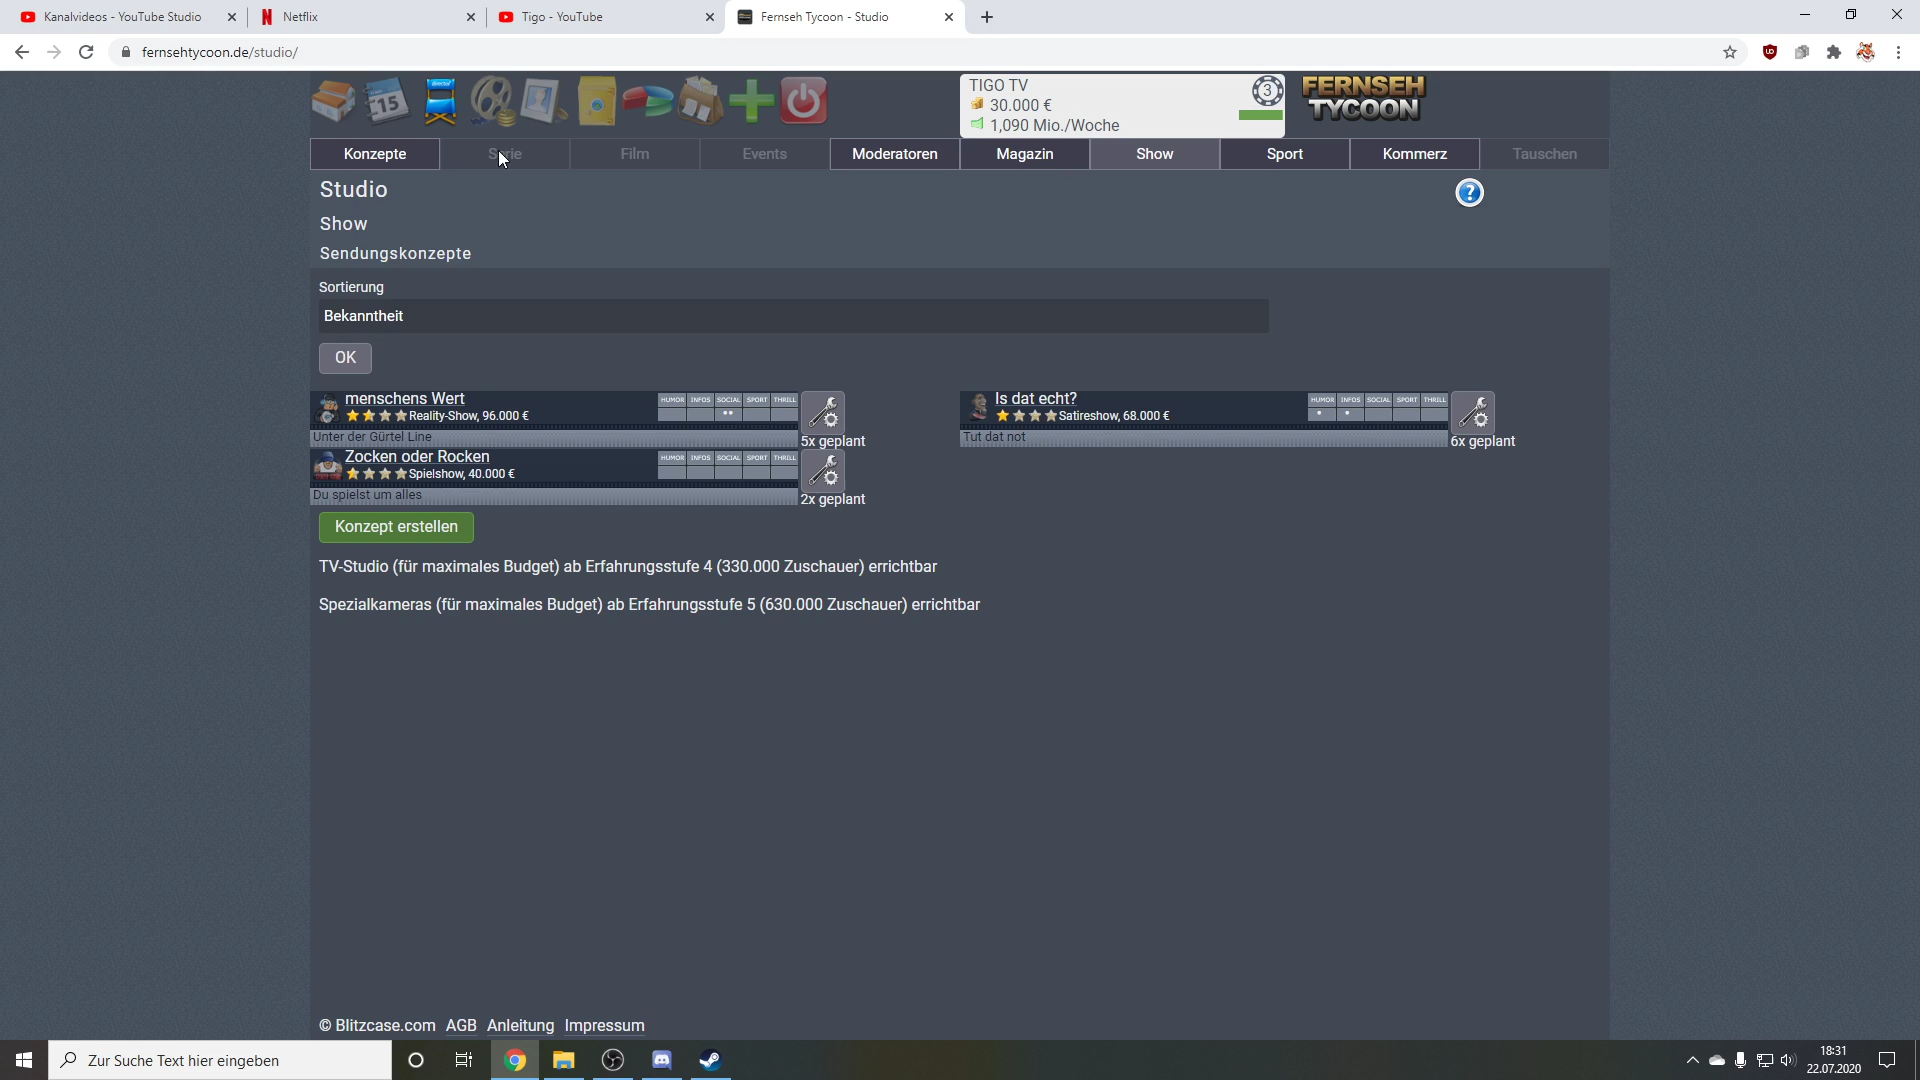 Kanalvideos - YouTube Studio
Netflix
Tigo - YouTube
Fernseh Tycoon - Studio
fernsehtycoon.de/studio/
15
TIGO TV
30.000 €
1,090 Mio./Woche
3
FERNSEH
TYCOON
Konzepte
Serie
Film
Events
Moderatoren
Magazin
Show
Sport
Kommerz
Tauschen
Studio
Show
Sendungskonzepte
Sortierung
Bekanntheit
OK
menschens Wert
Reality-Show, 96.000 €
HUMOR INFOS SOCIAL SPORT THRILL
Unter der Gürtel Line
5x geplant
Is dat echt?
Satireshow, 68.000 €
HUMOR INFOS SOCIAL SPORT THRILL
Tut dat not
6x geplant
Zocken oder Rocken
Spielshow, 40.000 €
HUMOR INFOS SOCIAL SPORT THRILL
Du spielst um alles
2x geplant
Konzept erstellen
TV-Studio (für maximales Budget) ab Erfahrungsstufe 4 (330.000 Zuschauer) errichtbar
Spezialkameras (für maximales Budget) ab Erfahrungsstufe 5 (630.000 Zuschauer) errichtbar
© Blitzcase.com AGB Anleitung Impressum
Zur Suche Text hier eingeben
18:31
22.07.2020